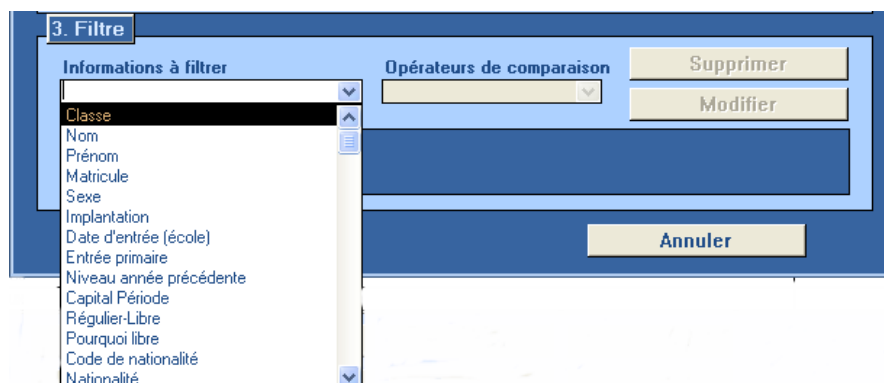 3. Filtre
Informations à filtrer
Opérateurs de comparaison
Supprimer
Modifier
Classe
Nom
Prénom
Matricule
Sexe
Implantation
Date d'entrée (école)
Entrée primaire
Niveau année précédente
Capital Période
Régulier-Libre
Pourquoi libre
Code de nationalité
Nationalité
Annuler